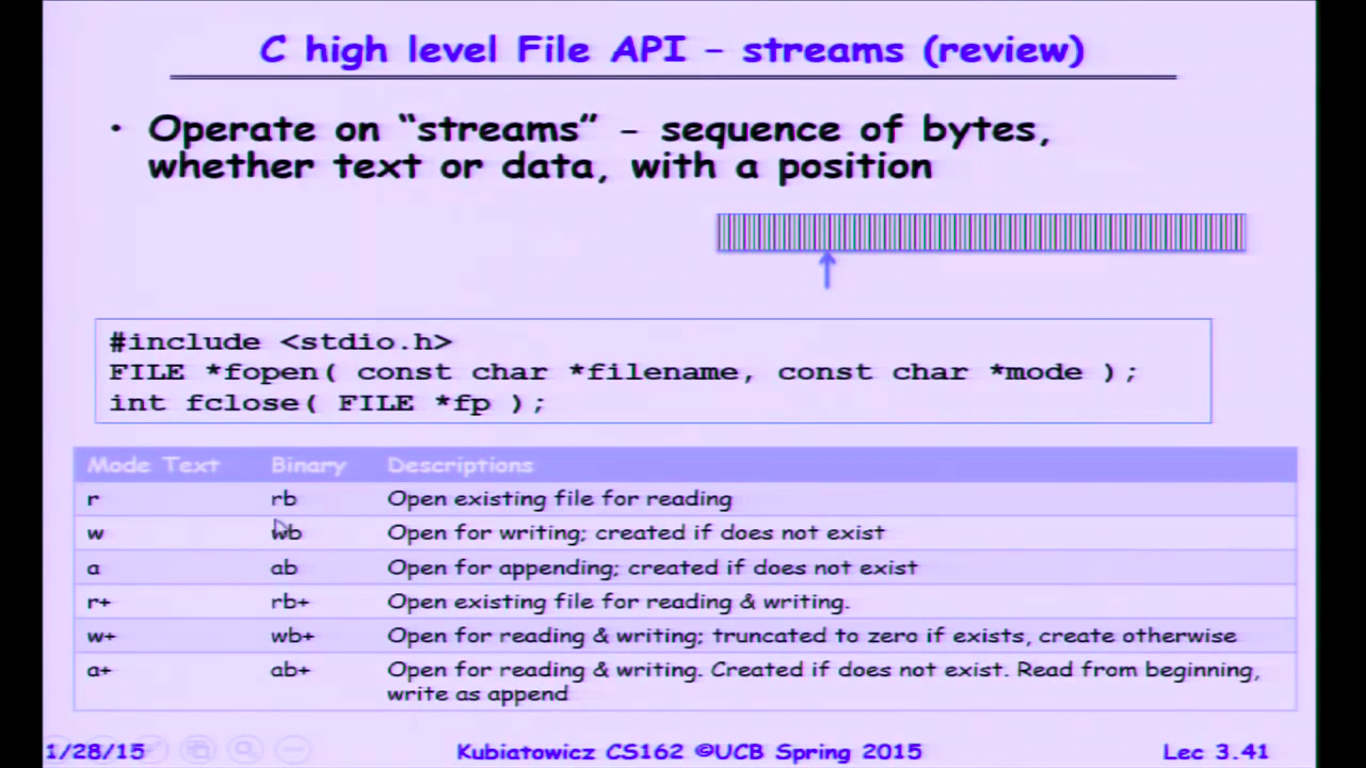 C high level File API – streams (review)
• Operate on “streams” – sequence of bytes,
whether text or data, with a position
#include <stdio.h>
FILE *fopen( const char *filename, const char *mode );
int fclose( FILE *fp );
Mode Text Binary Descriptions
r rb Open existing file for reading
w wb Open for writing; created if does not exist
a ab Open for appending; created if does not exist
r+ rb+ Open existing file for reading & writing.
w+ wb+ Open for reading & writing; truncated to zero if exists, create otherwise
a+ ab+ Open for reading & writing. Created if does not exist. Read from beginning,
write as append
1/28/15 Kubiatowicz CS162 ©UCB Spring 2015 Lec 3.41